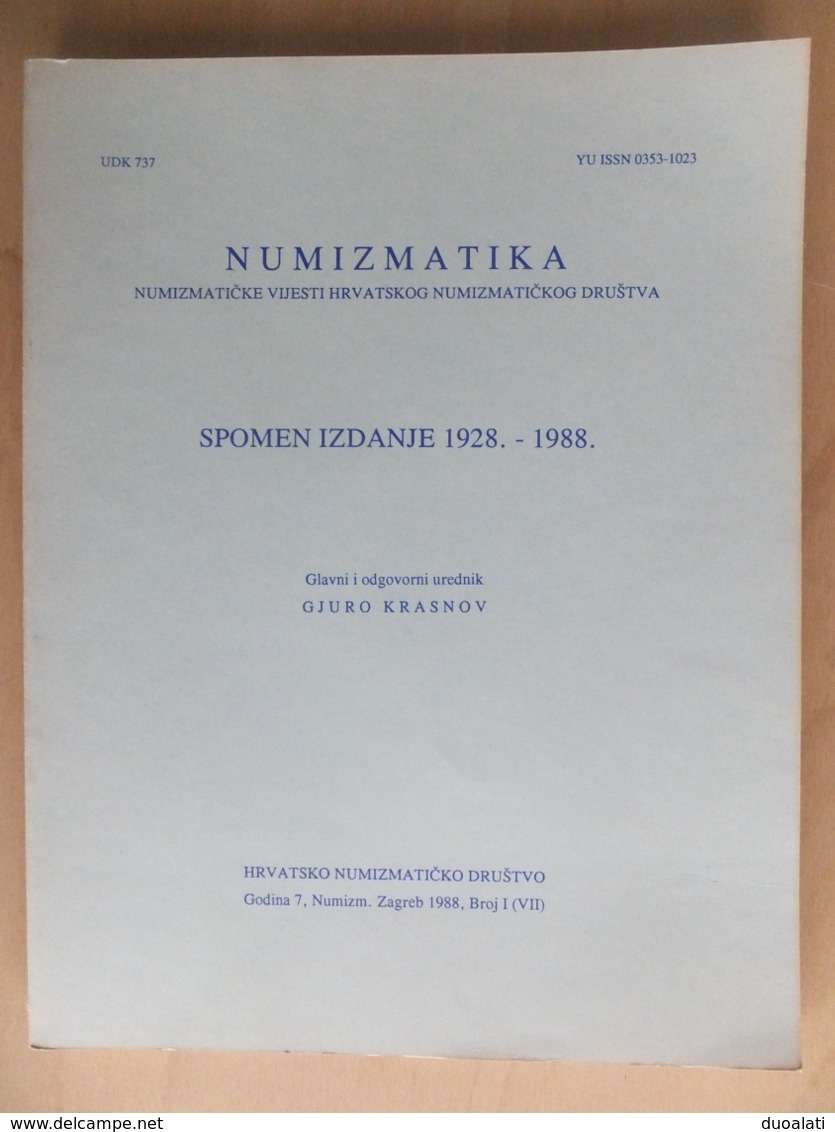 UDK 737
YU ISSN 0353-1023
NUMIZMATIKA
NUMIZMATIČKE VIJESTI HRVATSKOG NUMIZMATIČKOG DRUŠTVA
SPOMEN IZDANJE 1928. - 1988.
Glavni i odgovorni urednik
GJURO KRASNOV
HRVATSKO NUMIZMATIČKO DRUŠTVO
Godina 7, Numizm. Zagreb 1988, Broj I (VII)
www.delcampe.net
duoalati